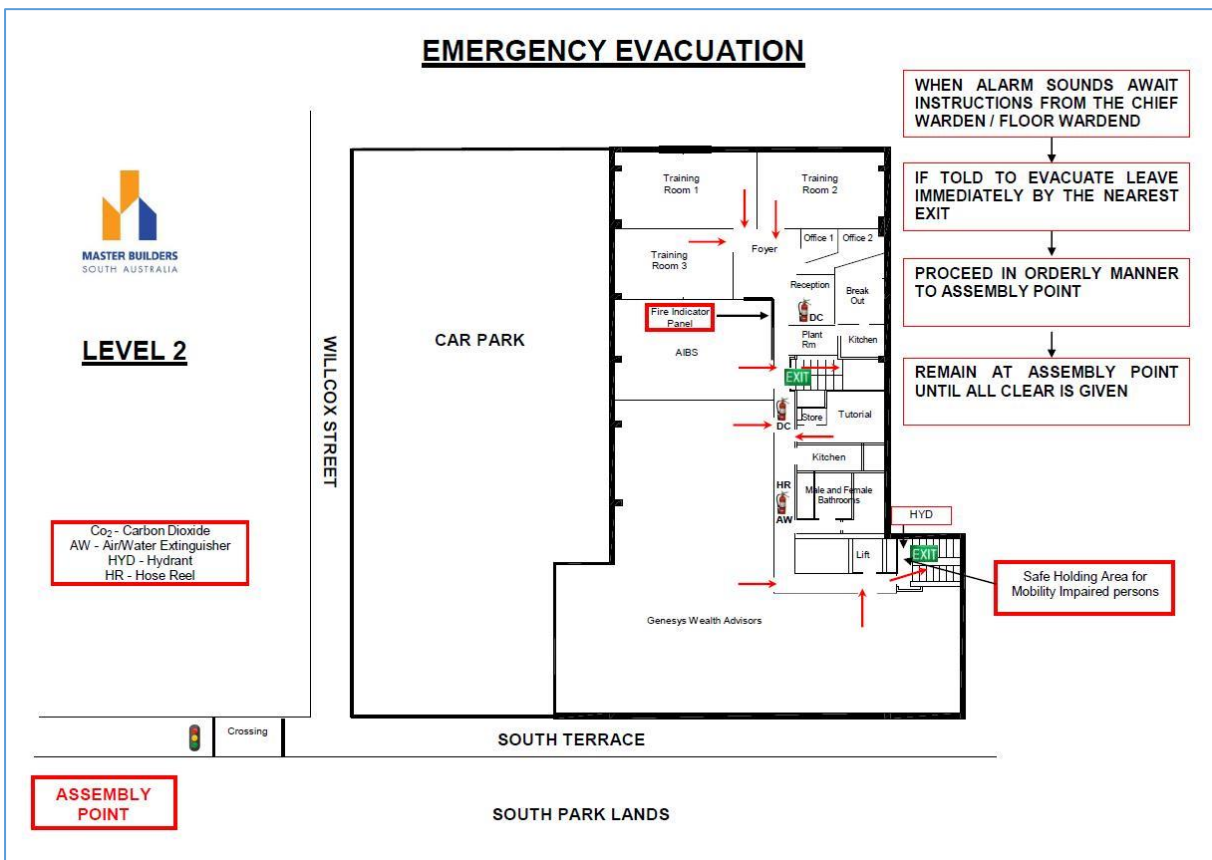 EMERGENCY EVACUATION
WHEN ALARM SOUNDS AWAIT
INSTRUCTIONS FROM THE CHIEF
WARDEN / FLOOR WARDEND
IF TOLD TO EVACUATE LEAVE
IMMEDIATELY BY THE NEAREST
EXIT
PROCEED IN ORDERLY MANNER
TO ASSEMBLY POINT
REMAIN AT ASSEMBLY POINT
UNTIL ALL CLEAR IS GIVEN
MASTER BUILDERS
SOUTH AUSTRALIA
LEVEL 2
WILLCOX STREET
CAR PARK
Training
Room 1
Training
Room 2
Training
Room 3
Foyer
Office 1
Office 2
Reception
Break
Out
DC
Fire Indicator
Panel
Plant
Rm
Kitchen
AIBS
EXIT
DC
Store
Tutorial
Kitchen
HR
AW
Male and Female
Bathrooms
HYD
Lift
EXIT
Safe Holding Area for
Mobility Impaired persons
Genesys Wealth Advisors
Co2 - Carbon Dioxide
AW - Air/Water Extinguisher
HYD - Hydrant
HR - Hose Reel
Crossing
SOUTH TERRACE
ASSEMBLY
POINT
SOUTH PARK LANDS